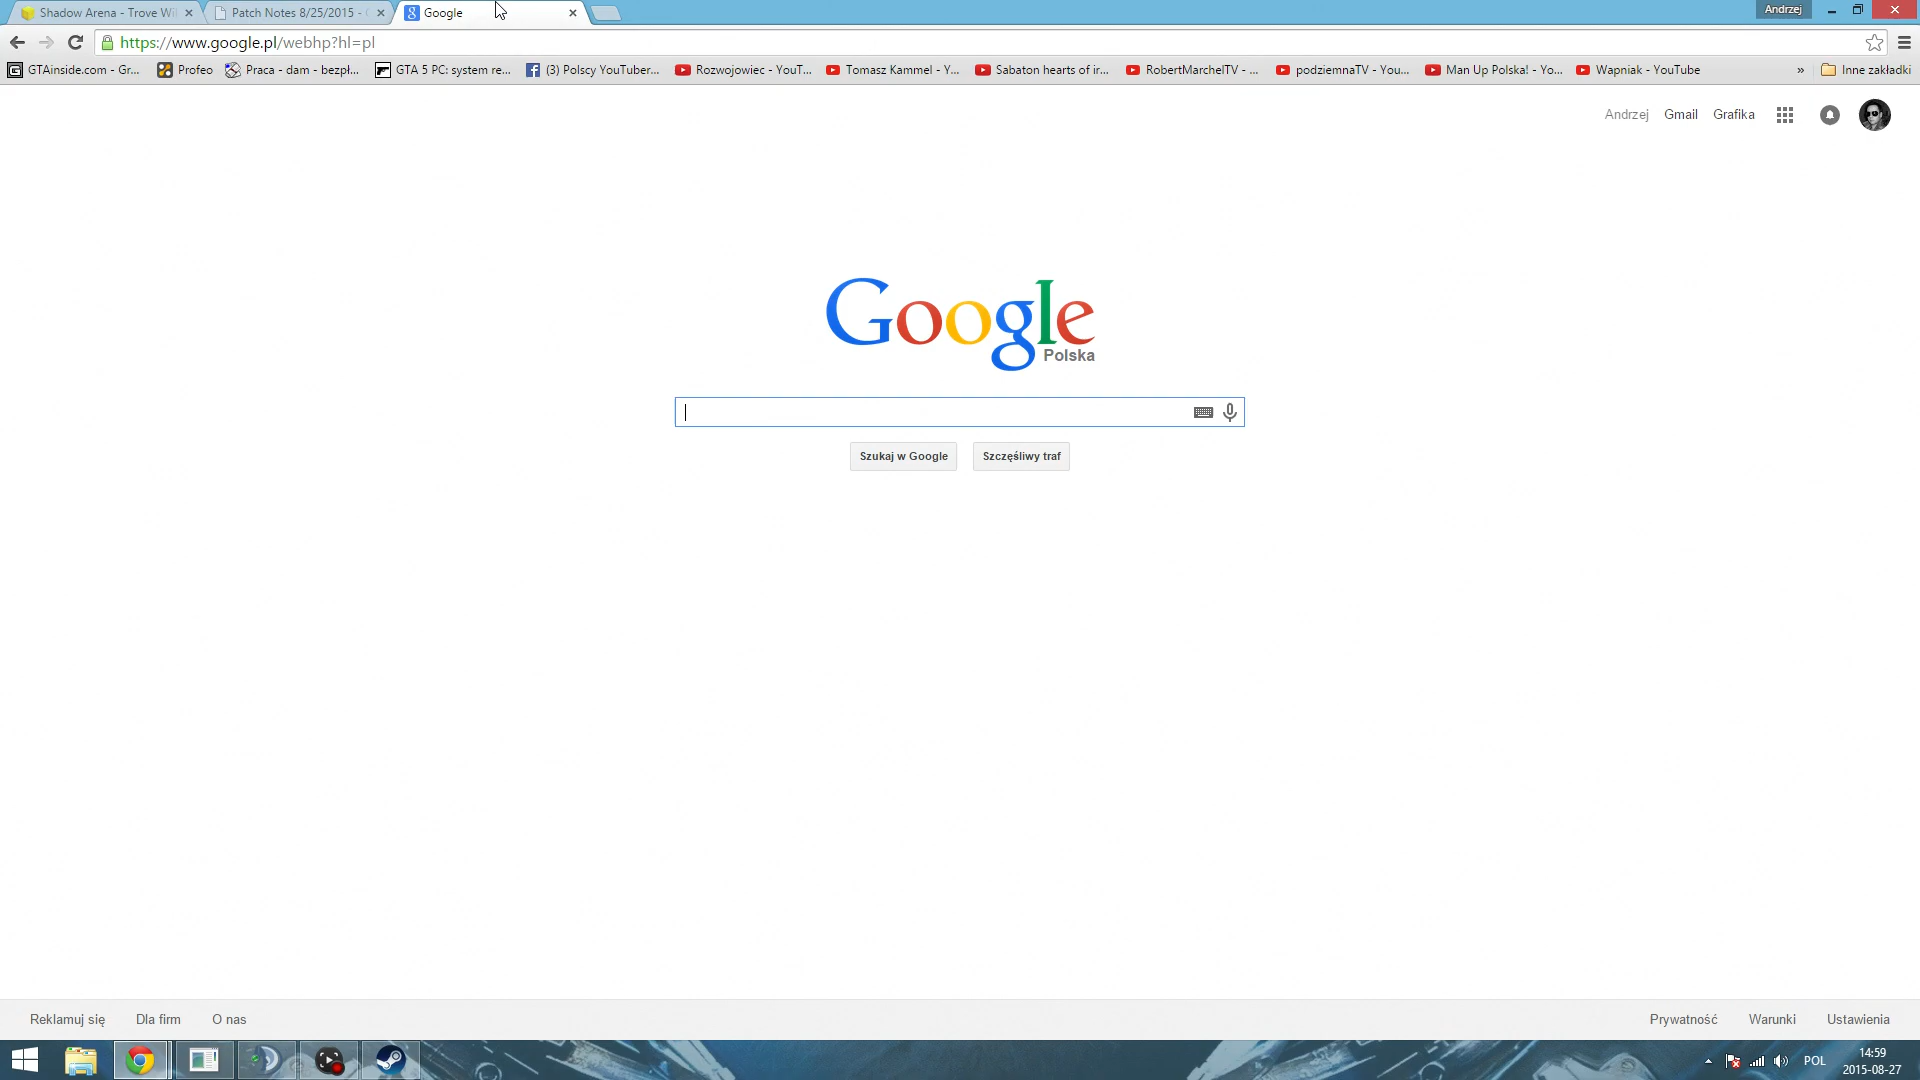 Shadow Arena - Trove Wi
Patch Notes 8/25/2015 -
Google
Andrzej
https://www.google.pl/webhp?hl=pl
GTAinside.com - Gr...
Profeo
Praca - dam - bezpł...
GTA 5 PC: system re...
(3) Polscy YouTuber...
Rozwojowiec - YouT...
Tomasz Kammel - Y...
Sabaton hearts of ir...
RobertMarchelTV - ...
podziemnaTV - You...
Man Up Polska! - Yo...
Wapniak - YouTube
»
Inne zakładki
Andrzej
Gmail
Grafika
Google
Polska
Szukaj w Google
Szczęśliwy traf
Reklamuj się
Dla firm
O nas
Prywatność
Warunki
Ustawienia
POL
14:59
2015-08-27